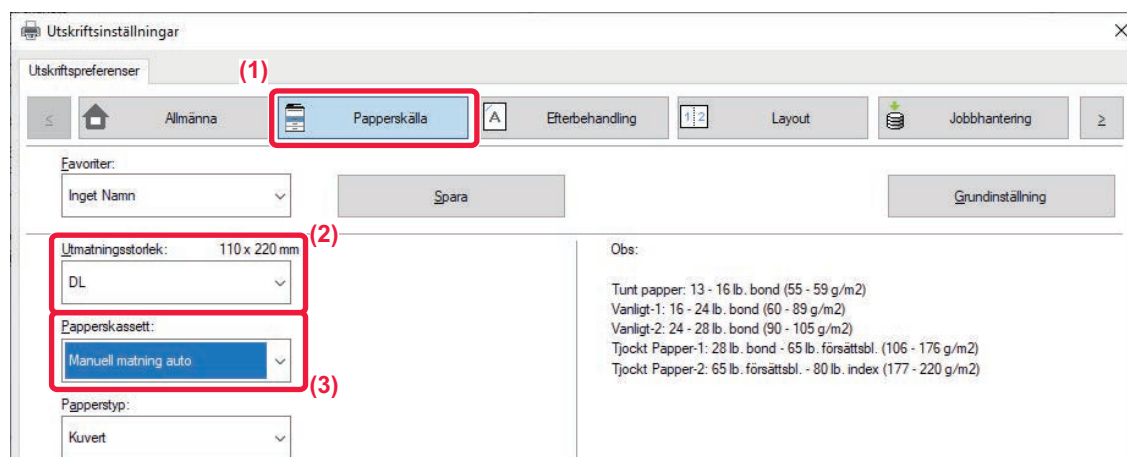 Utskriftsinställningar
Utskriftspreferenser
(1)
≤ Allmänna Papperskälla A Efterbehandling 1 2 Layout Jobbhantering ≥
Favoriter:
Inget Namn Spara Grundinställning
(2)
Utmatningsstorlek: 110 x 220 mm Obs:
DL
Tunt papper: 13 - 16 lb. bond (55 - 59 g/m2)
Vanligt-1: 16 - 24 lb. bond (60 - 89 g/m2)
Papperskassett: Vanligt-2: 24 - 28 lb. bond (90 - 105 g/m2)
Tjockt Papper-1: 28 lb. bond - 65 lb. försättsbl. (106 - 176 g/m2)
Manuell matning auto Tjockt Papper-2: 65 lb. försättsbl. - 80 lb. index (177 - 220 g/m2)
(3)
Papperstyp:
Kuvert